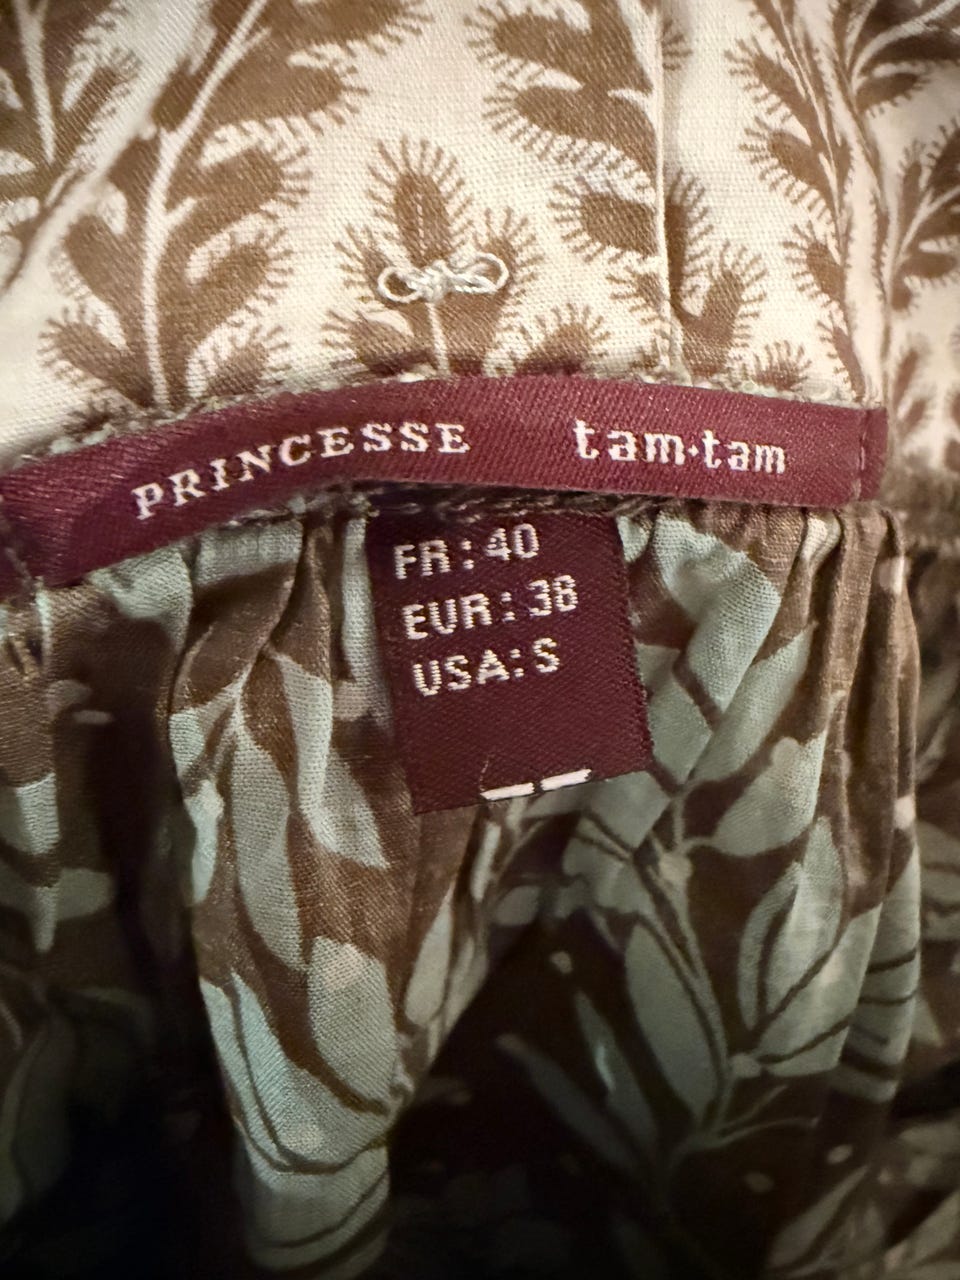 PRINCESSE tam·tam
FR: 40
EUR: 38
USA: S